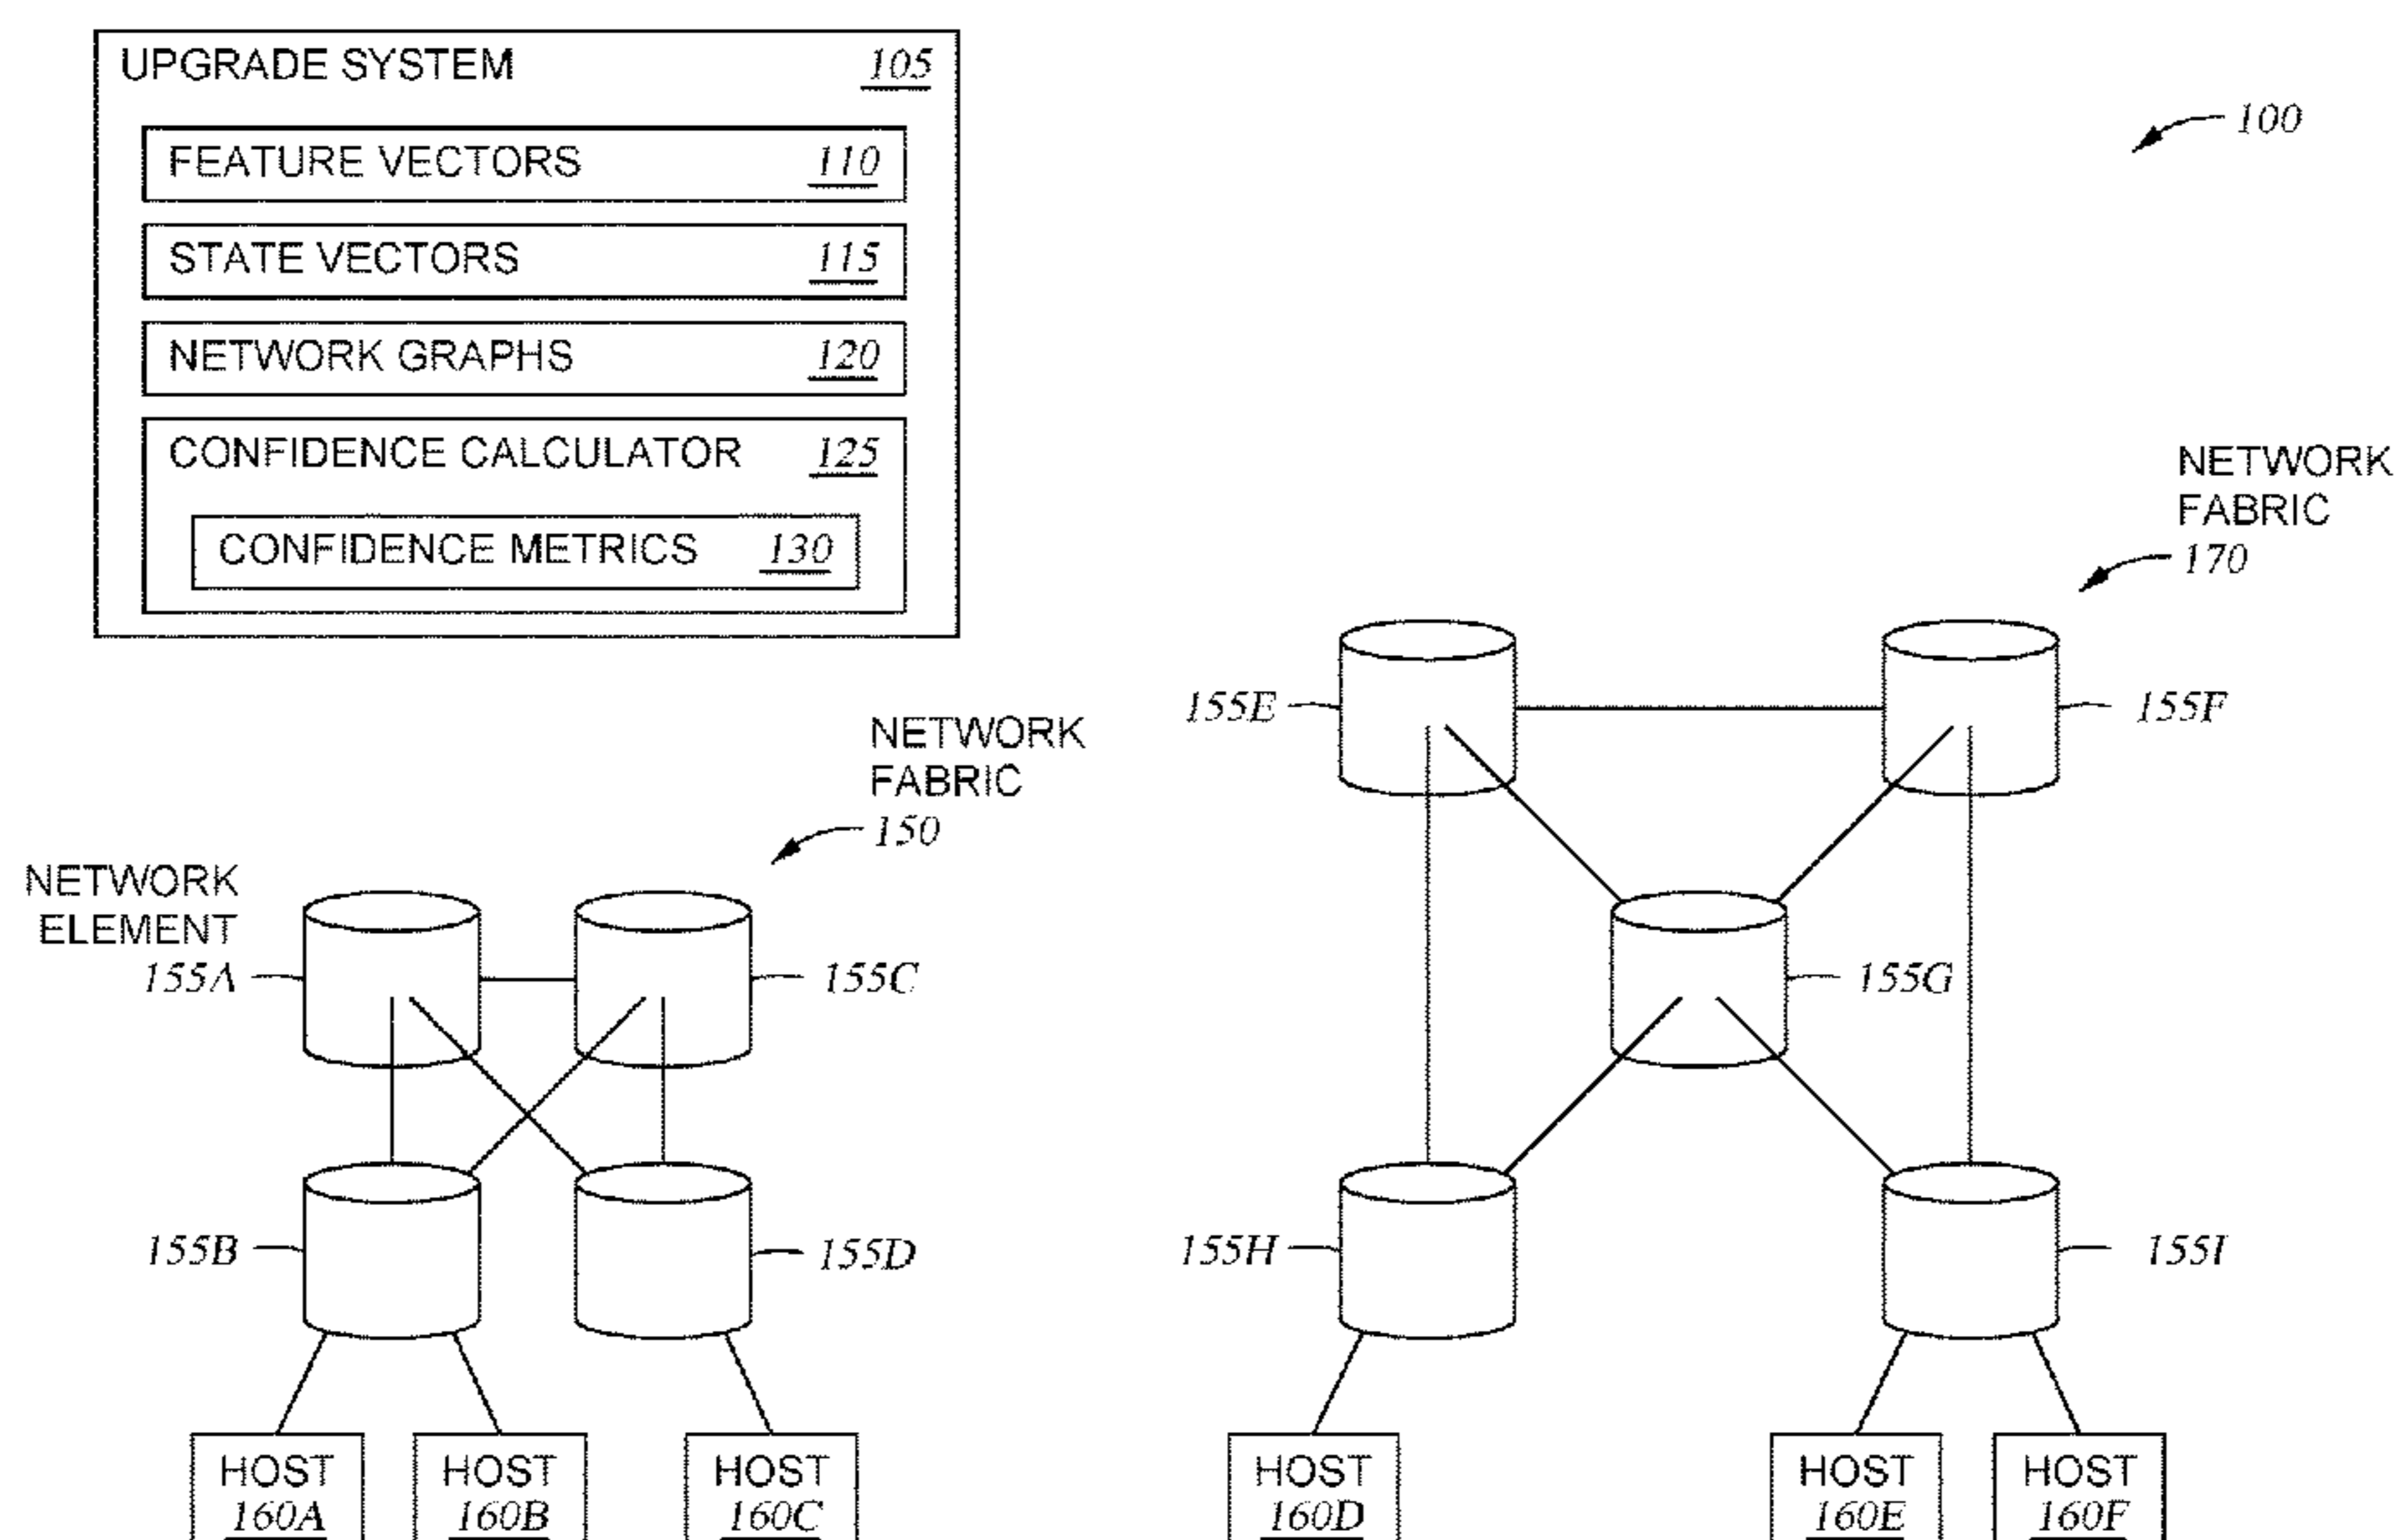 UPGRADE SYSTEM 105
FEATURE VECTORS 110
STATE VECTORS 115
NETWORK GRAPHS 120
CONFIDENCE CALCULATOR 125
CONFIDENCE METRICS 130
100
NETWORK
FABRIC
150
NETWORK
ELEMENT
155A
155C
155B
155D
HOST
160A
HOST
160B
HOST
160C
NETWORK
FABRIC
170
155E
155F
155G
155H
155I
HOST
160D
HOST
160E
HOST
160F